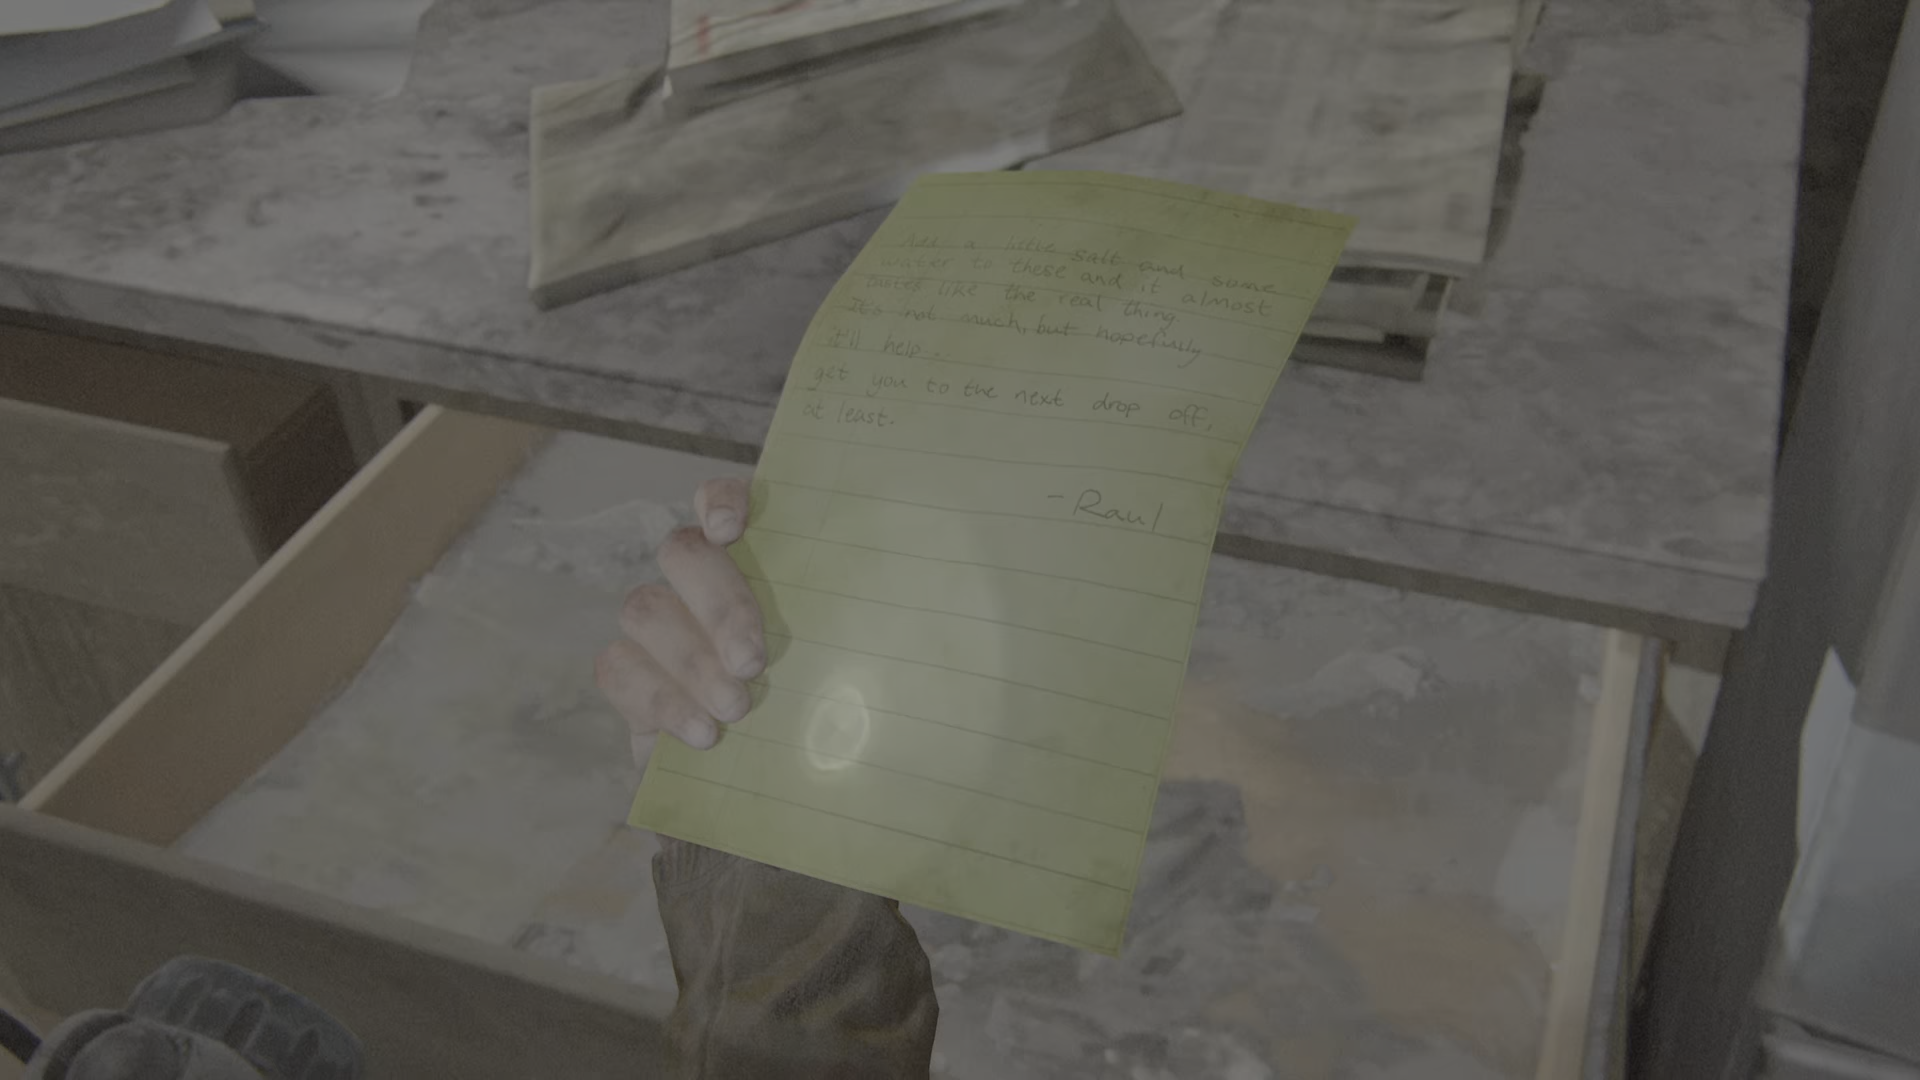 Add a little salt and some
water to these and it almost
tastes like the real thing.
It's not much, but hopefully
it'll help...
get you to the next drop off,
at least.
-Raul